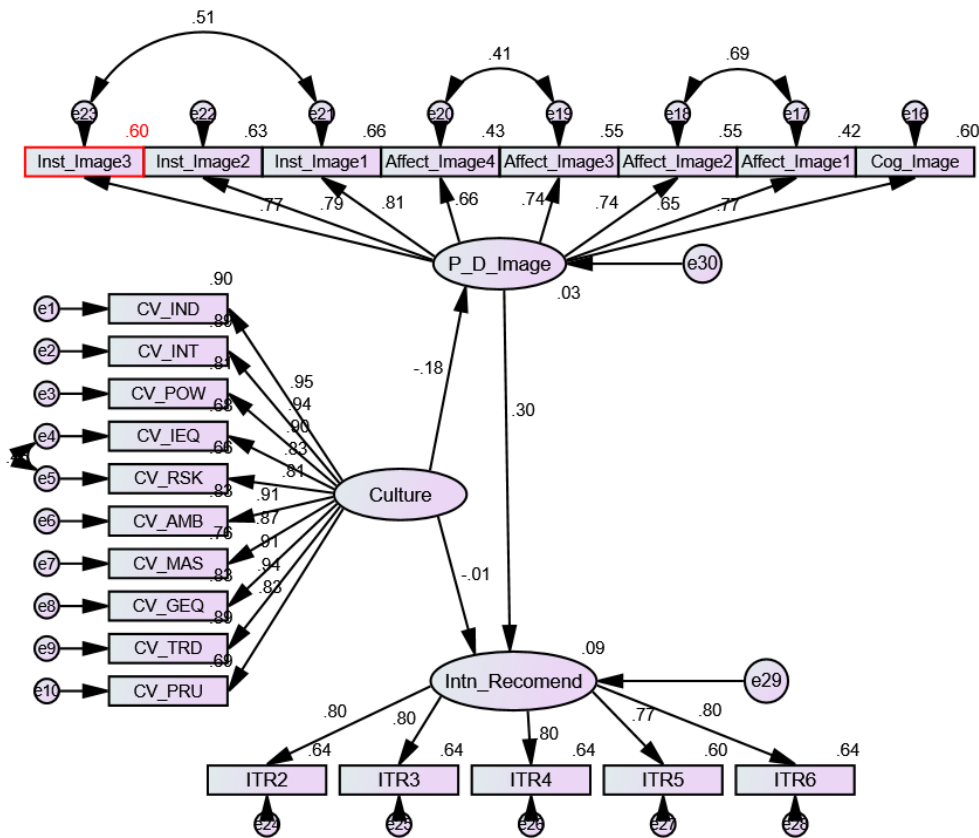 .51
.41
.69
e23 e22 e21 e20 e19 e18 e17 e16
.60 .63 .66 .43 .55 .55 .42 .60
Inst_Image3 Inst_Image2 Inst_Image1 Affect_Image4 Affect_Image3 Affect_Image2 Affect_Image1 Cog_Image
.77 .79 .81 .66 .74 .74 .65 .77
P_D_Image
e30
.03
.90
e1 CV_IND
.89
e2 CV_INT
.81
e3 CV_POW
.68
e4 CV_IEQ
.66
e5 CV_RSK
.83
e6 CV_AMB
.76
e7 CV_MAS
.83
e8 CV_GEQ
.89
e9 CV_TRD
.69
e10 CV_PRU
.95
.94
.90
.83
.81
.91
.87
.91
.94
.83
Culture
-.18
.30
-.01
.09
Intn_Recomend
e29
.80 .80 .80 .77 .80
.64 .64 .64 .60 .64
ITR2 ITR3 ITR4 ITR5 ITR6
e24 e25 e26 e27 e28